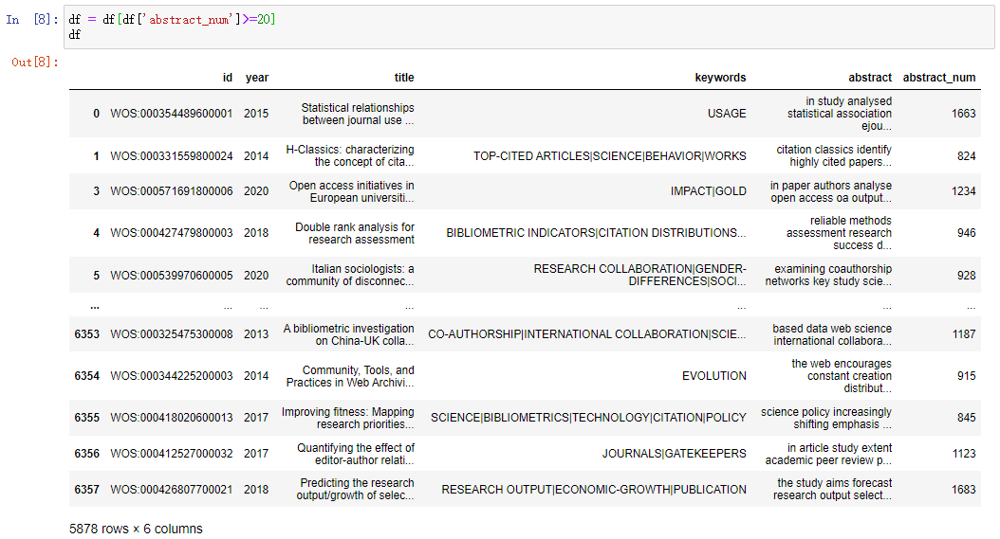 In [8]: df = df[df['abstract_num']>=20]
df
Out[8]:
id year title keywords abstract abstract_num
0 WOS:000354489600001 2015 Statistical relationships between journal use ... USAGE in study analysed statistical association ejou... 1663
1 WOS:000331559800024 2014 H-Classics: characterizing the concept of cita... TOP-CITED ARTICLES|SCIENCE|BEHAVIOR|WORKS citation classics identify highly cited papers... 824
3 WOS:000571691800006 2020 Open access initiatives in European universiti... IMPACT|GOLD in paper authors analyse open access oa output... 1234
4 WOS:000427479800003 2018 Double rank analysis for research assessment BIBLIOMETRIC INDICATORS|CITATION DISTRIBUTIONS... reliable methods assessment research success d... 946
5 WOS:000539970600005 2020 Italian sociologists: a community of disconnec... RESEARCH COLLABORATION|GENDER-DIFFERENCES|SOCI... examining coauthorship networks key study scie... 928
... ... ... ... ... ... ...
6353 WOS:000325475300008 2013 A bibliometric investigation on China-UK colla... CO-AUTHORSHIP|INTERNATIONAL COLLABORATION|SCIE... based data web science international collabora... 1187
6354 WOS:000344225200003 2014 Community, Tools, and Practices in Web Archivi... EVOLUTION the web encourages constant creation distribut... 915
6355 WOS:000418020600013 2017 Improving fitness: Mapping research priorities... SCIENCE|BIBLIOMETRICS|TECHNOLOGY|CITATION|POLICY science policy increasingly shifting emphasis ... 845
6356 WOS:000412527000032 2017 Quantifying the effect of editor-author relati... JOURNALS|GATEKEEPERS in article study extent academic peer review p... 1123
6357 WOS:000426807700021 2018 Predicting the research output/growth of selec... RESEARCH OUTPUT|ECONOMIC-GROWTH|PUBLICATION the study aims forecast research output select... 1683
5878 rows × 6 columns